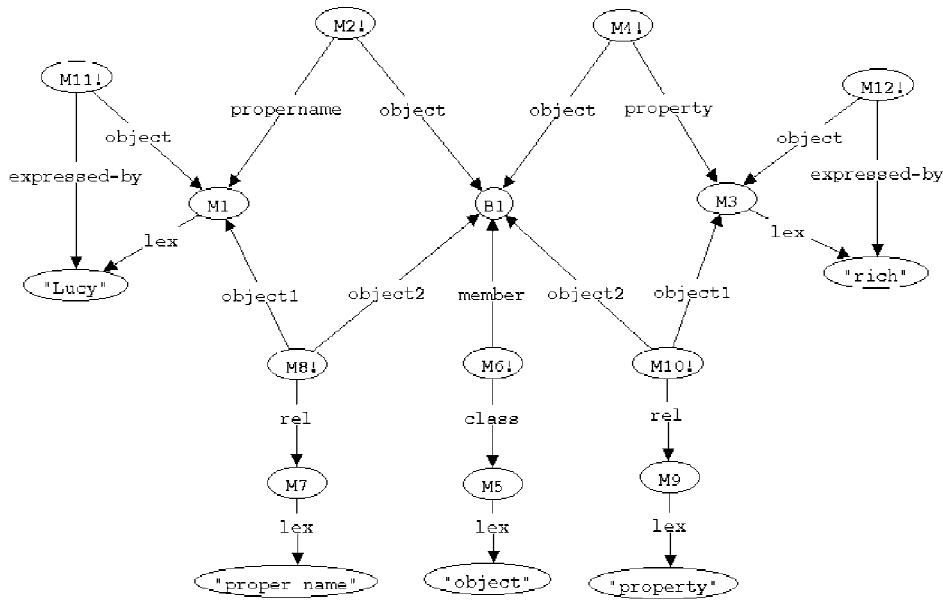 M2!
M4!
M11!
M12!
propername
object
object
property
object
object
expressed-by
expressed-by
M1
B1
M3
lex
lex
"Lucy"
"rich"
object1
object2
member
object2
object1
M8!
M6!
M10!
rel
class
rel
M7
M5
M9
lex
lex
lex
"proper name"
"object"
"property"